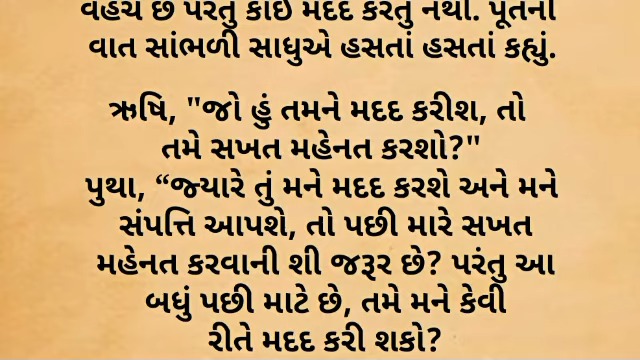 વહેંચે છે પરંતુ કોઈ મદદ કરતું નથી. પૂતની
વાત સાંભળી સાધુએ હસતાં હસતાં કહ્યું.
ઋષિ, "જો હું તમને મદદ કરીશ, તો
તમે સખત મહેનત કરશો?"
પુથા, “જ્યારે તું મને મદદ કરશે અને મને
સંપત્તિ આપશે, તો પછી મારે સખત
મહેનત કરવાની શી જરૂર છે? પરંતુ આ
બધું પછી માટે છે, તમે મને કેવી
રીતે મદદ કરી શકો?